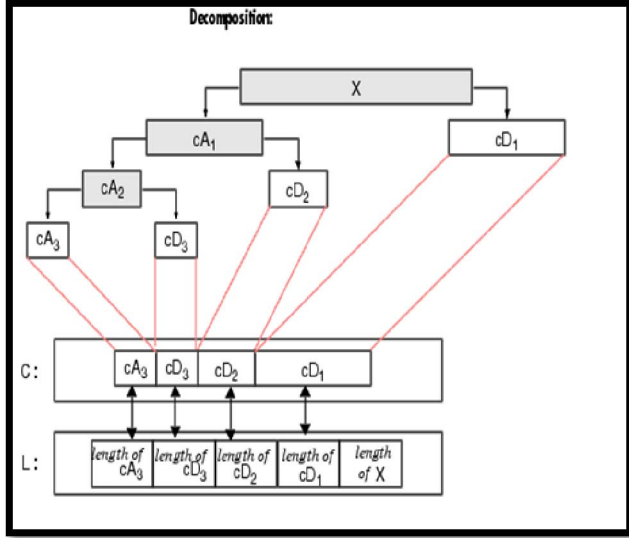 Decomposition:
X
cA₁ cD₁
cA₂ cD₂
cA₃ cD₃
C: cA₃ cD₃ cD₂ cD₁
L: length of cA₃ length of cD₃ length of cD₂ length of cD₁ length of X